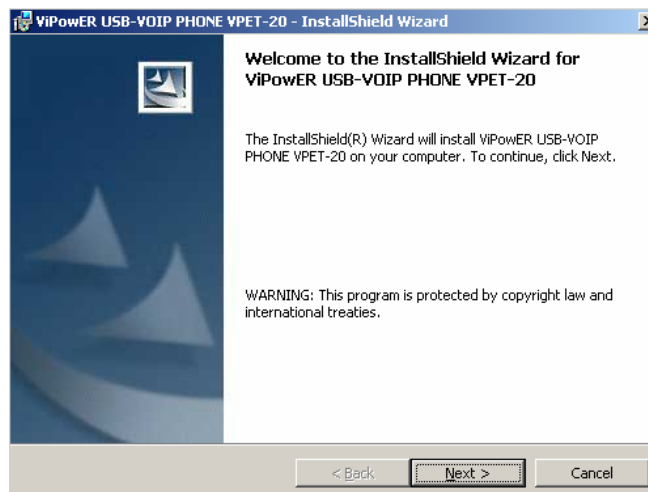 ViPowER USB-VOIP PHONE VPET-20 - InstallShield Wizard
Welcome to the InstallShield Wizard for
ViPowER USB-VOIP PHONE VPET-20
The InstallShield(R) Wizard will install ViPowER USB-VOIP
PHONE VPET-20 on your computer. To continue, click Next.
WARNING: This program is protected by copyright law and
international treaties.
< Back
Next >
Cancel